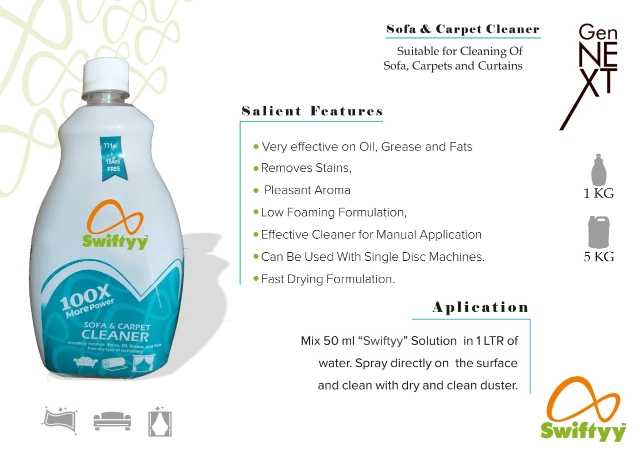 Sofa & Carpet Cleaner
Suitable for Cleaning Of
Sofa, Carpets and Curtains
Gen
NE
XT
Salient Features
Very effective on Oil, Grease and Fats
Removes Stains,
Pleasant Aroma
Low Foaming Formulation,
Effective Cleaner for Manual Application
Can Be Used With Single Disc Machines.
Fast Drying Formulation.
1 KG
5 KG
FREE
Swiftyy
100X
More Power
SOFA & CARPET
CLEANER
Aplication
Mix 50 ml “Swiftyy” Solution in 1 LTR of
water. Spray directly on the surface
and clean with dry and clean duster.
Swiftyy™